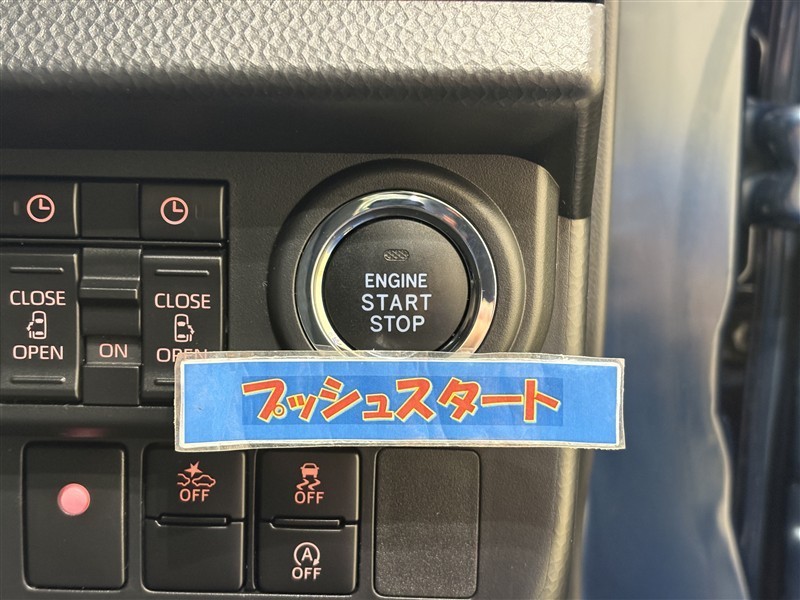 ENGINE
START
STOP
CLOSE
OPEN
ON
CLOSE
OPEN
プッシュスタート
OFF
OFF
A
OFF